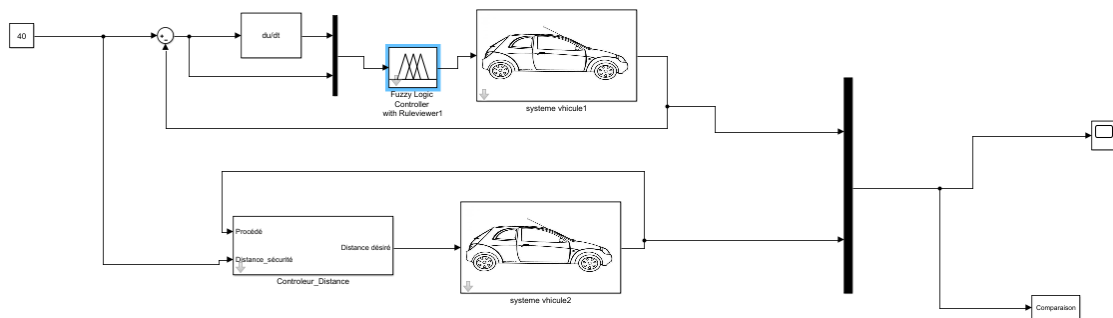 40
du/dt
Fuzzy Logic
Controller
with Ruleviewer1
systeme vhicule1
Procédé
Distance_sécurité
Distance désiré
Controleur_Distance
systeme vhicule2
Comparaison